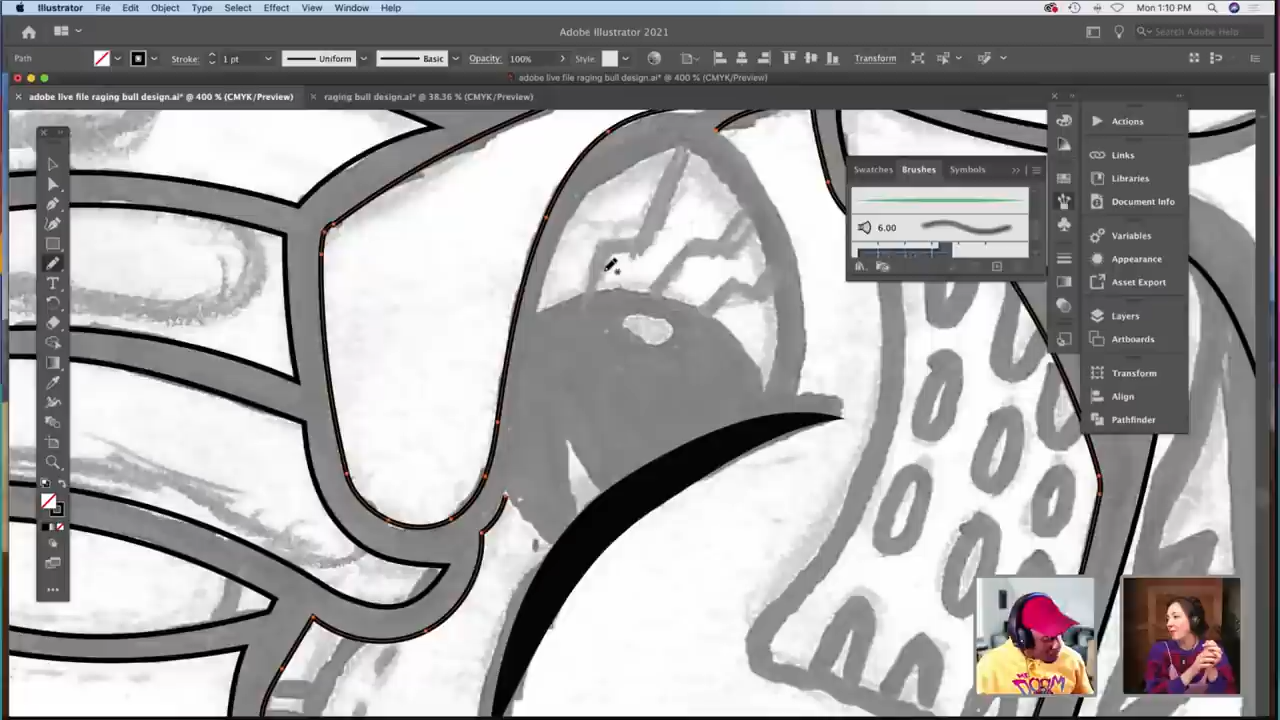 Illustrator File Edit Object Type Select Effect View Window Help Mon 1:10 PM
Adobe Illustrator 2021 Search Adobe Help
Path Stroke: 1 pt Uniform Basic Opacity: 100% Style: Transform
adobe live file raging bull design.ai* @ 400 % (CMYK/Preview)
adobe live file raging bull design.ai* @ 400 % (CMYK/Preview) raging bull design.ai* @ 38.36 % (CMYK/Preview)
Actions
Links
Libraries
Document Info
Variables
Appearance
Asset Export
Layers
Artboards
Transform
Align
Pathfinder
Swatches Brushes Symbols
6.00
DOOM